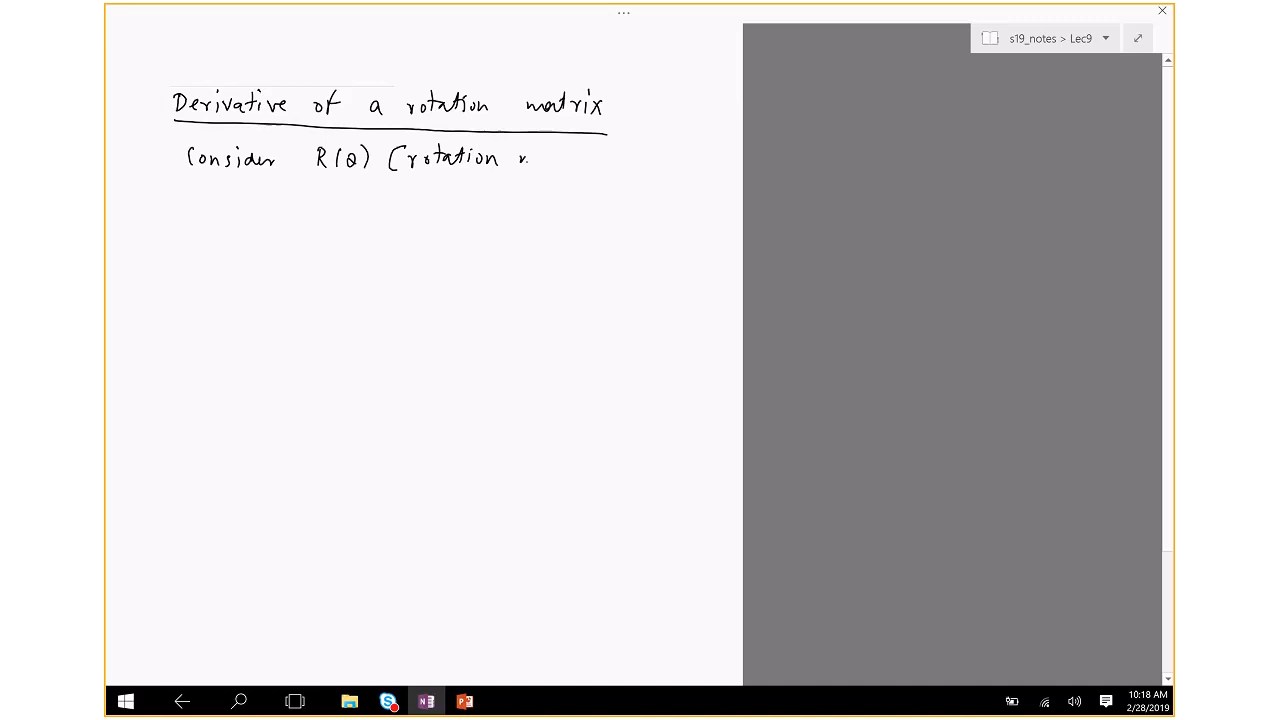 ...
s19_notes > Lec9
Derivative of a rotation matrix
Consider R(θ) (rotation
10:18 AM
2/28/2019